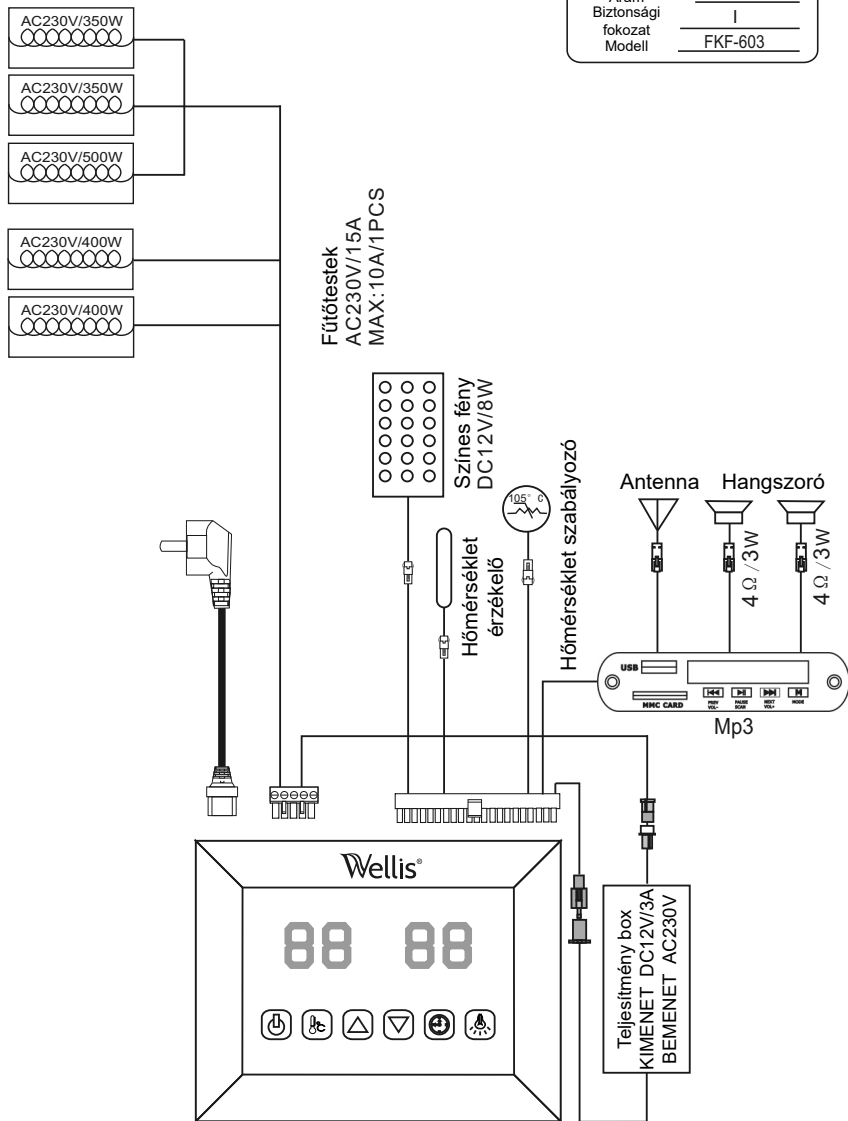 AC230V/350W
AC230V/350W
AC230V/500W
AC230V/400W
AC230V/400W
Biztonsági
fokozat
I
Modell
FKF-603
Fűtőtestek
AC230V/15A
MAX:10A/1PCS
Színes fény
DC12V/8W
Hőmérséklet
érzékelő
105° C
Hőmérséklet szabályozó
Antenna
Hangszoró
4 Ω/3W
4 Ω/3W
USB
MMC CARD
PREV
VOL-
PAUSE
SCAN
NEXT
VOL+
M
MODE
Mp3
Wellis®
88 88
°C
Teljesítmény box
KIMENET DC12V/3A
BEMENET AC230V